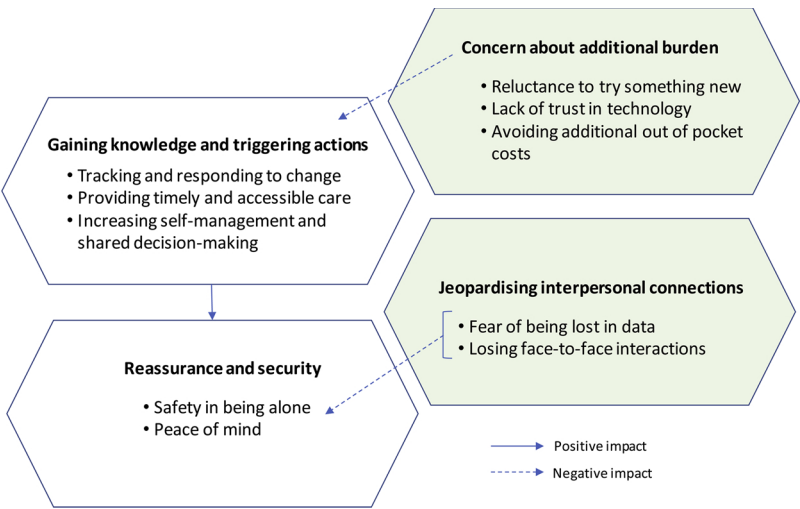 Concern about additional burden
• Reluctance to try something new
• Lack of trust in technology
• Avoiding additional out of pocket
costs
Gaining knowledge and triggering actions
• Tracking and responding to change
• Providing timely and accessible care
• Increasing self-management and
shared decision-making
Jeopardising interpersonal connections
• Fear of being lost in data
• Losing face-to-face interactions
Reassurance and security
• Safety in being alone
• Peace of mind
Positive impact
Negative impact